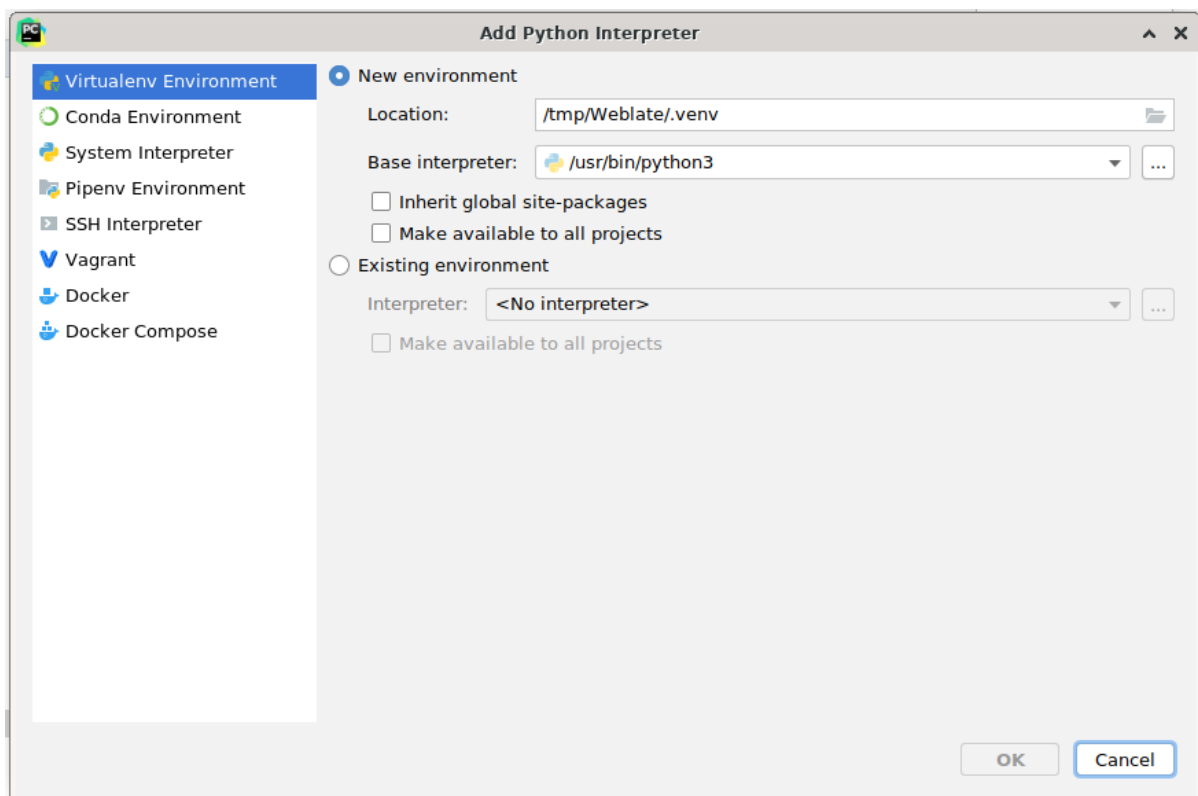 PC
Add Python Interpreter
Virtualenv Environment
Conda Environment
System Interpreter
Pipenv Environment
SSH Interpreter
Vagrant
Docker
Docker Compose
New environment
Location: /tmp/Weblate/.venv
Base interpreter: /usr/bin/python3 ...
Inherit global site-packages
Make available to all projects
Existing environment
Interpreter: <No interpreter> ...
Make available to all projects
OK Cancel